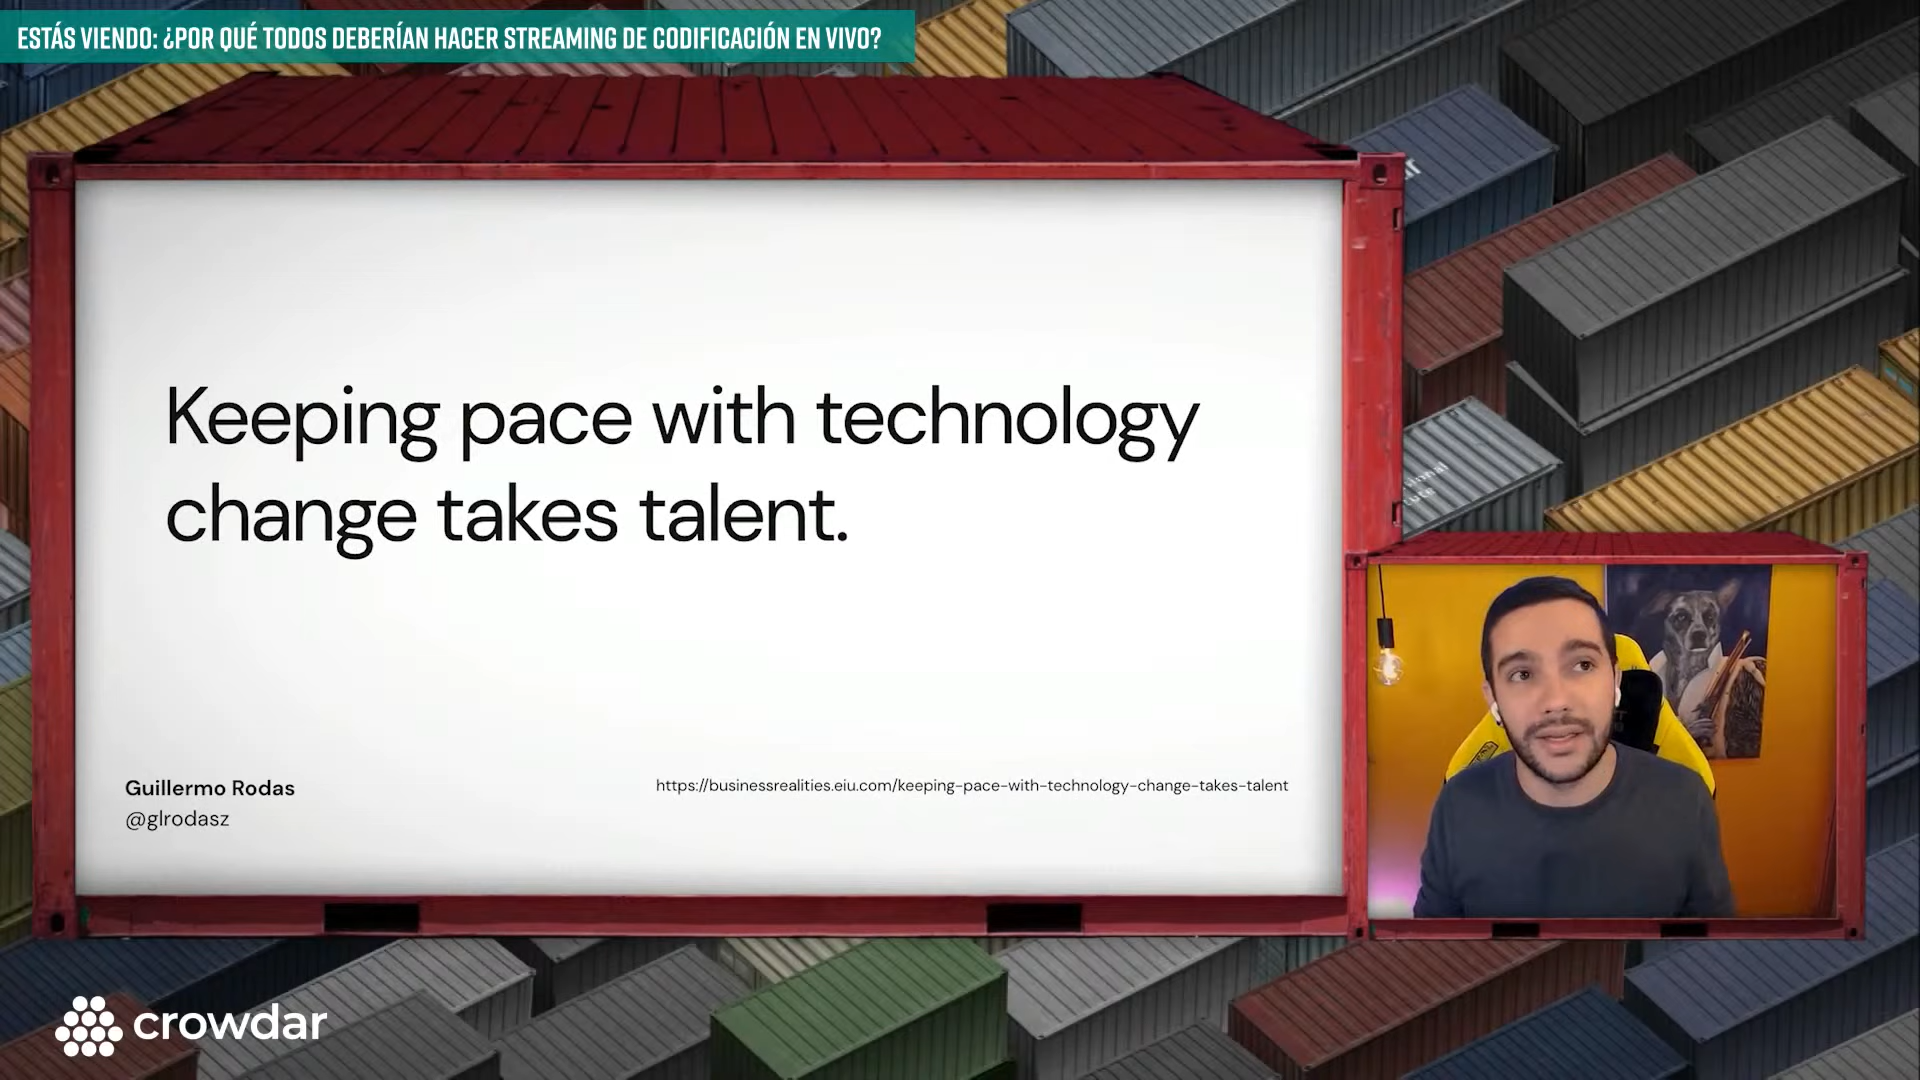 ESTÁS VIENDO: ¿POR QUÉ TODOS DEBERÍAN HACER STREAMING DE CODIFICACIÓN EN VIVO?
Keeping pace with technology
change takes talent.
Guillermo Rodas
@glrodasz
https://businessrealities.eiu.com/keeping-pace-with-technology-change-takes-talent
crowdar